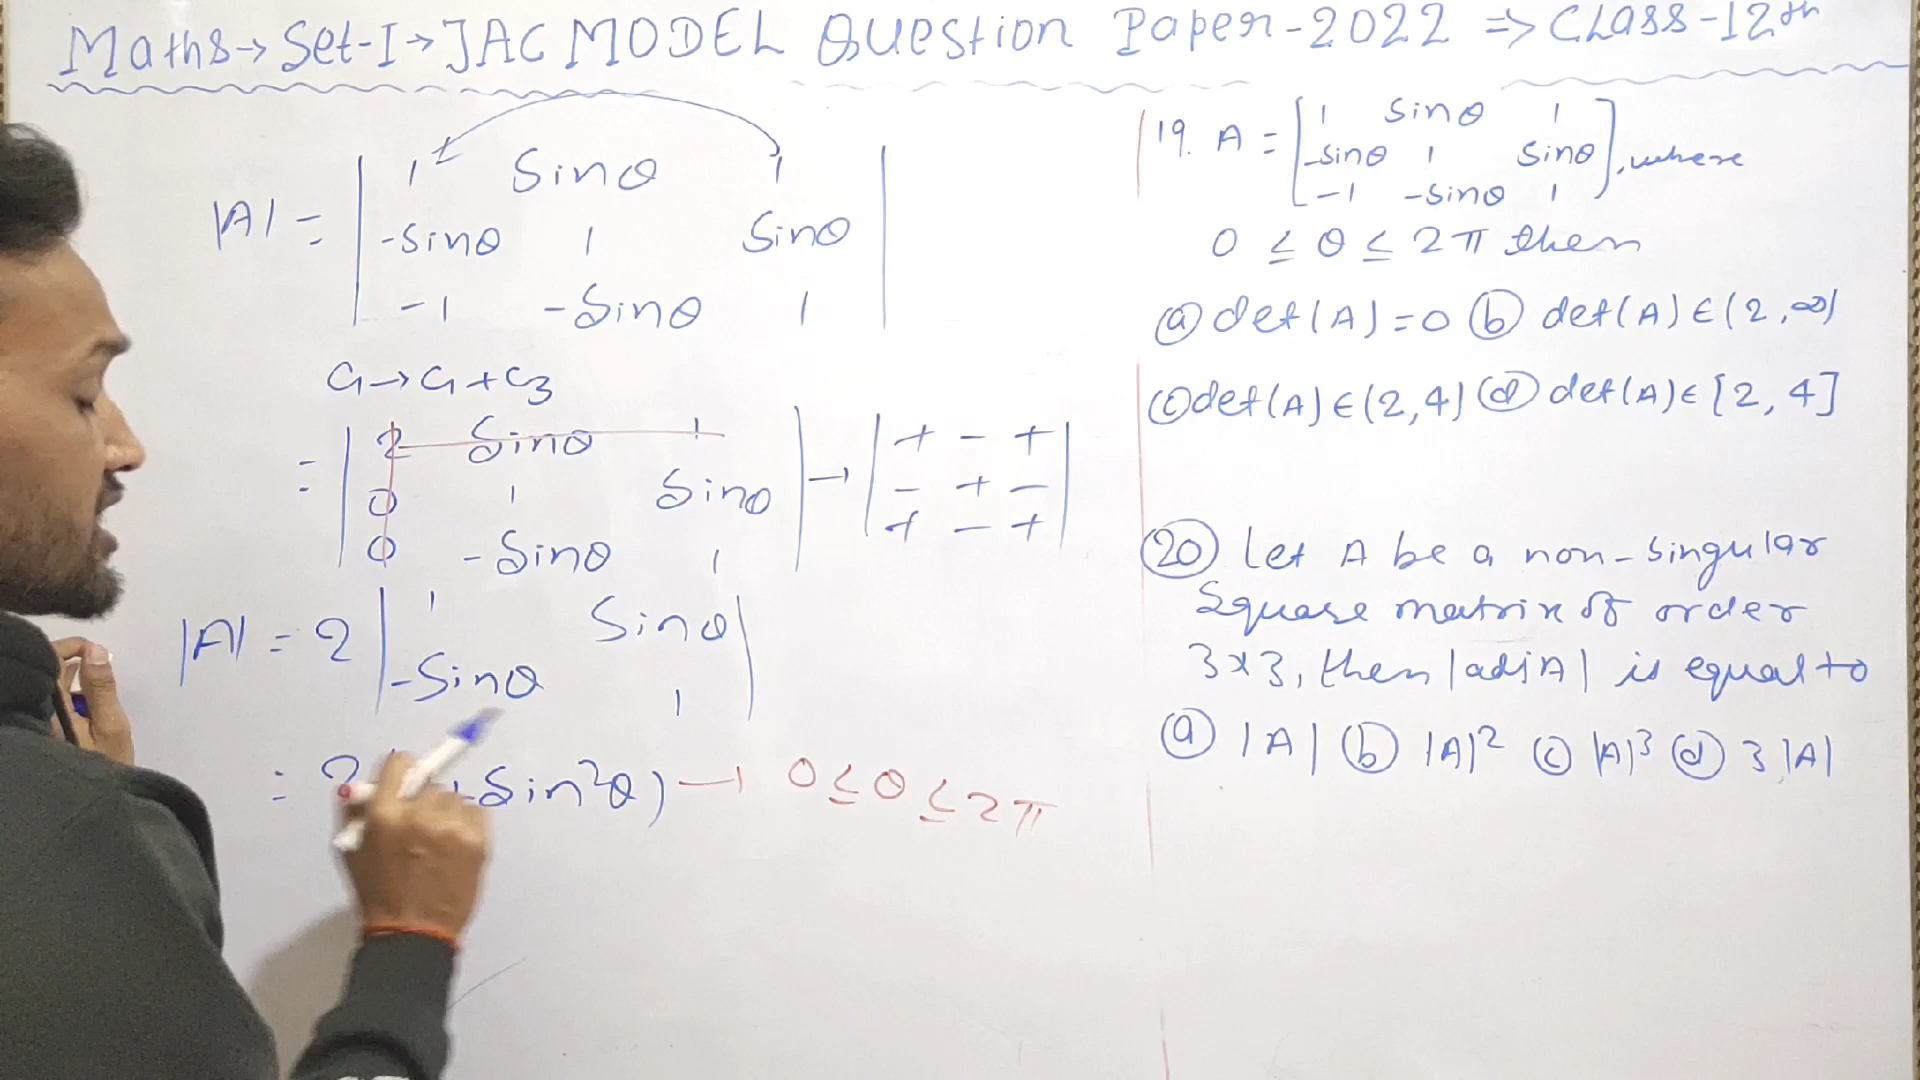 Maths→Set-I→JAC MODEL Question Paper-2022 ⇒ CLass-12th
|A| = | 1 Sinθ 1
-sinθ 1 Sinθ
-1 -Sinθ 1 |
C1→C1+C3
= | 2 Sinθ 1
0 1 Sinθ
0 -Sinθ 1 | → | + - +
- + -
+ - + |
|A| = 2 | 1 Sinθ
-Sinθ 1 |
= 2 + Sin²θ) → 0 ≤ θ ≤ 2π
19. A = [ 1 Sinθ 1
-sinθ 1 Sinθ
-1 -Sinθ 1 ], where
0 ≤ θ ≤ 2π then
(a) det(A)=0 (b) det(A) ∈ (2,∞)
(c) det(A) ∈ (2,4) (d) det(A) ∈ [2, 4]
(20) Let A be a non-singular
Square matrix of order
3x3, then |adjA| is equal to
(a) |A| (b) |A|² (c) |A|³ (d) 3|A|